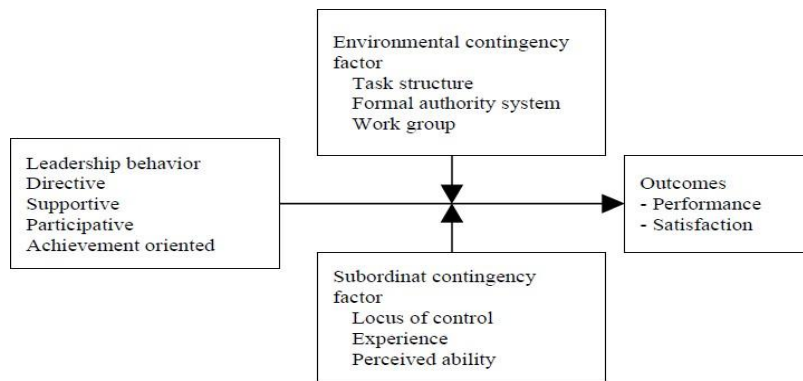 Environmental contingency
factor
Task structure
Formal authority system
Work group
Leadership behavior
Directive
Supportive
Participative
Achievement oriented
Outcomes
- Performance
- Satisfaction
Subordinat contingency
factor
Locus of control
Experience
Perceived ability